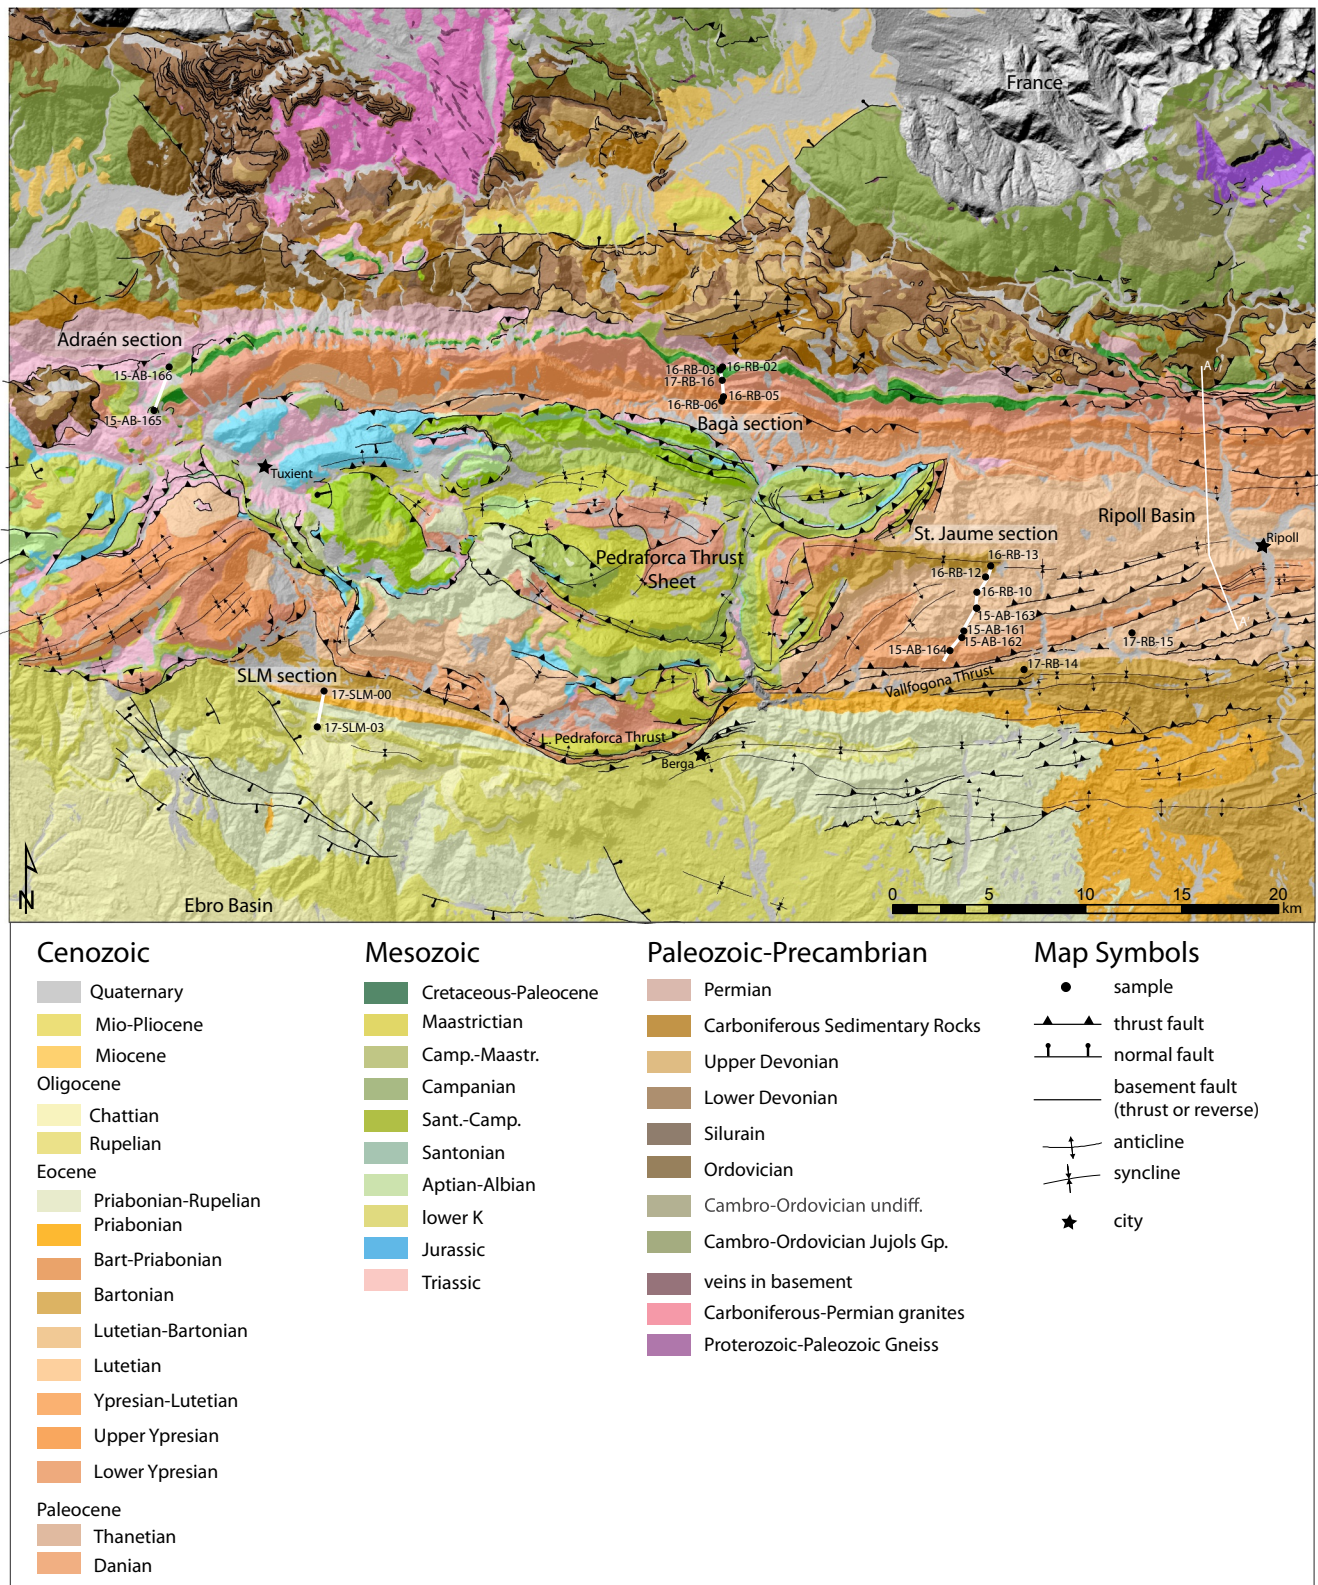 France
Adraén section
15-AB-166
15-AB-165
16-RB-03
16-RB-02
17-RB-16
16-RB-05
16-RB-06
Bagà section
A
Tuxient
Ripoll Basin
St. Jaume section
Ripoll
16-RB-13
Pedraforca Thrust
Sheet
16-RB-12
16-RB-10
15-AB-163
A'
15-AB-161
15-AB-162
17-RB-15
15-AB-164
17-RB-14
Vallfogona Thrust
SLM section
17-SLM-00
17-SLM-03
L. Pedraforca Thrust
Berga
N
Ebro Basin
0 5 10 15 20
km
Cenozoic
Quaternary
Mio-Pliocene
Miocene
Oligocene
Chattian
Rupelian
Eocene
Priabonian-Rupelian
Priabonian
Bart-Priabonian
Bartonian
Lutetian-Bartonian
Lutetian
Ypresian-Lutetian
Upper Ypresian
Lower Ypresian
Paleocene
Thanetian
Danian
Mesozoic
Cretaceous-Paleocene
Maastrictian
Camp.-Maastr.
Campanian
Sant.-Camp.
Santonian
Aptian-Albian
lower K
Jurassic
Triassic
Paleozoic-Precambrian
Permian
Carboniferous Sedimentary Rocks
Upper Devonian
Lower Devonian
Silurain
Ordovician
Cambro-Ordovician undiff.
Cambro-Ordovician Jujols Gp.
veins in basement
Carboniferous-Permian granites
Proterozoic-Paleozoic Gneiss
Map Symbols
sample
thrust fault
normal fault
basement fault
(thrust or reverse)
anticline
syncline
city